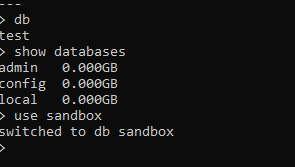 ---
> db
test
> show databases
admin   0.000GB
config  0.000GB
local   0.000GB
> use sandbox
switched to db sandbox
>